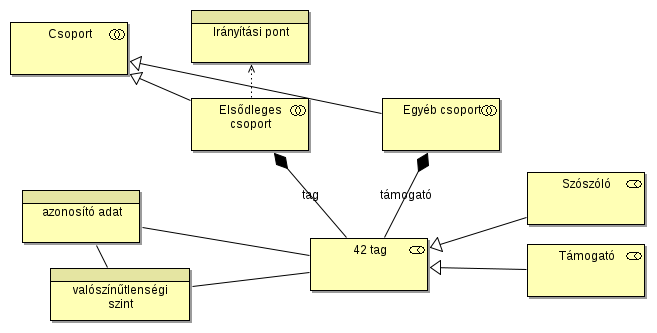 Csoport
Irányítási pont
Elsődleges
csoport
Egyéb csoport
tag
támogató
azonosító adat
42 tag
Szószóló
Támogató
valószínűtlenségi
szint